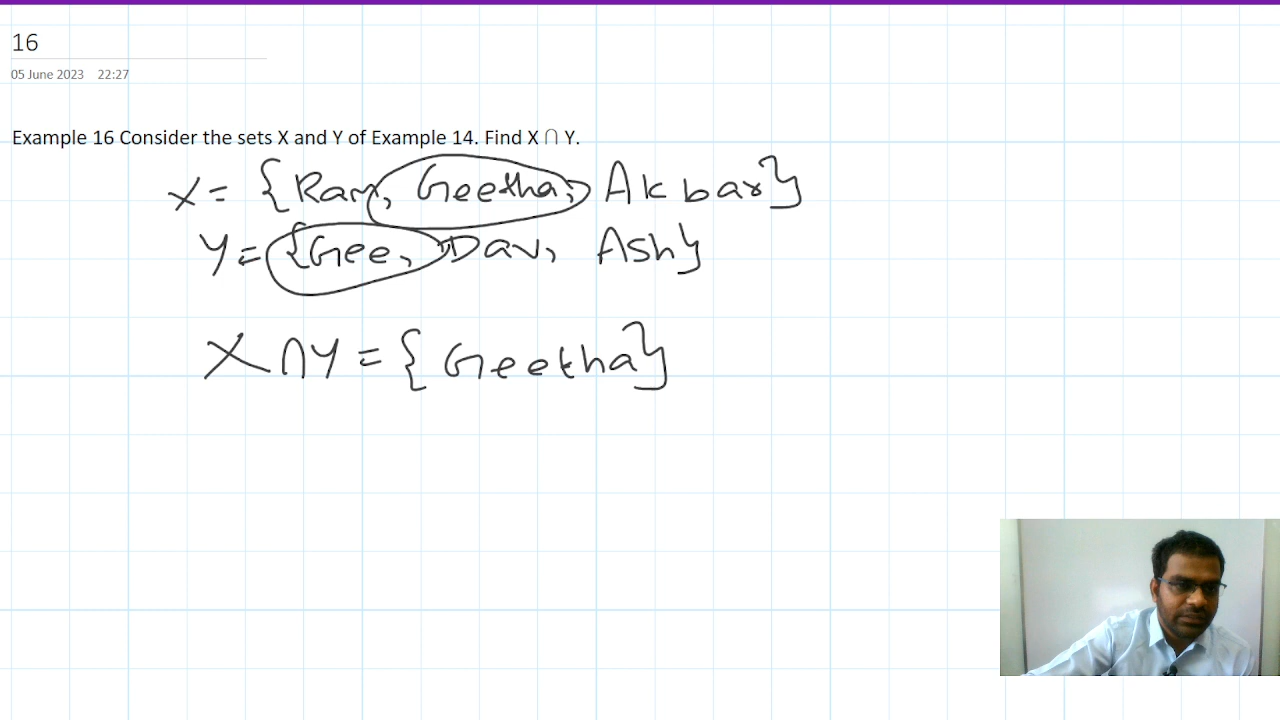 16
05 June 2023 22:27
Example 16 Consider the sets X and Y of Example 14. Find X ∩ Y.
X = {Ram, Geetha, Akbar}
Y = {Gee, Dav, Ash}
X ∩ Y = {Geetha}